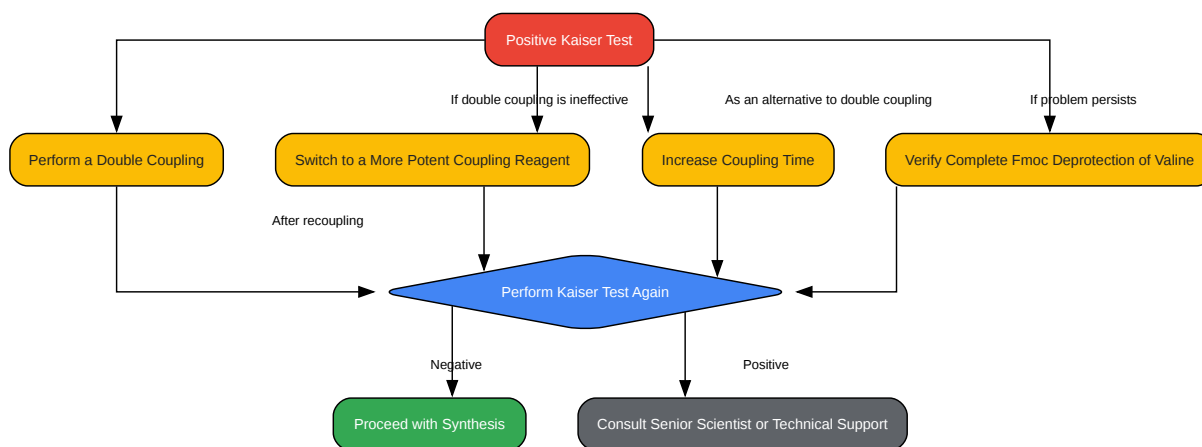 Positive Kaiser Test
If double coupling is ineffective
As an alternative to double coupling
If problem persists
Perform a Double Coupling
Switch to a More Potent Coupling Reagent
Increase Coupling Time
Verify Complete Fmoc Deprotection of Valine
After recoupling
Perform Kaiser Test Again
Negative
Positive
Proceed with Synthesis
Consult Senior Scientist or Technical Support